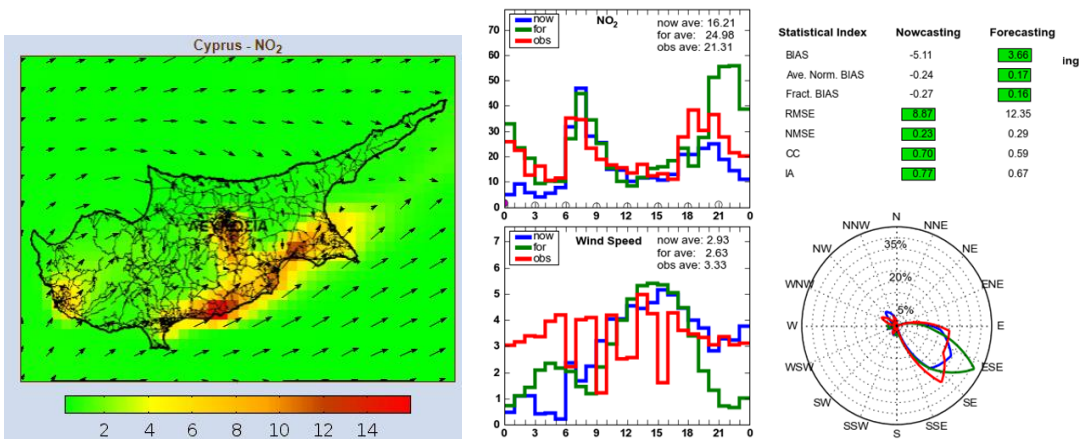 Cyprus - NO2
ΛΕΥΚΩΣΙΑ
2 4 6 8 10 12 14
now
for
obs
NO2
now ave: 16.21
for ave: 24.98
obs ave: 21.31
70
60
50
40
30
20
10
0
0 3 6 9 12 15 18 21 0
now
for
obs
Wind Speed
now ave: 2.93
for ave: 2.63
obs ave: 3.33
7
6
5
4
3
2
1
0
0 3 6 9 12 15 18 21 0
Statistical Index Nowcasting Forecasting
ing
BIAS -5.11 3.66
Ave. Norm. BIAS -0.24 0.17
Fract. BIAS -0.27 0.16
RMSE 8.87 12.35
NMSE 0.23 0.29
CC 0.70 0.59
IA 0.77 0.67
N
NNW NNE
NW NE
35%
20%
WNW ENE
5%
W E
WSW ESE
SW SE
SSW SSE
S